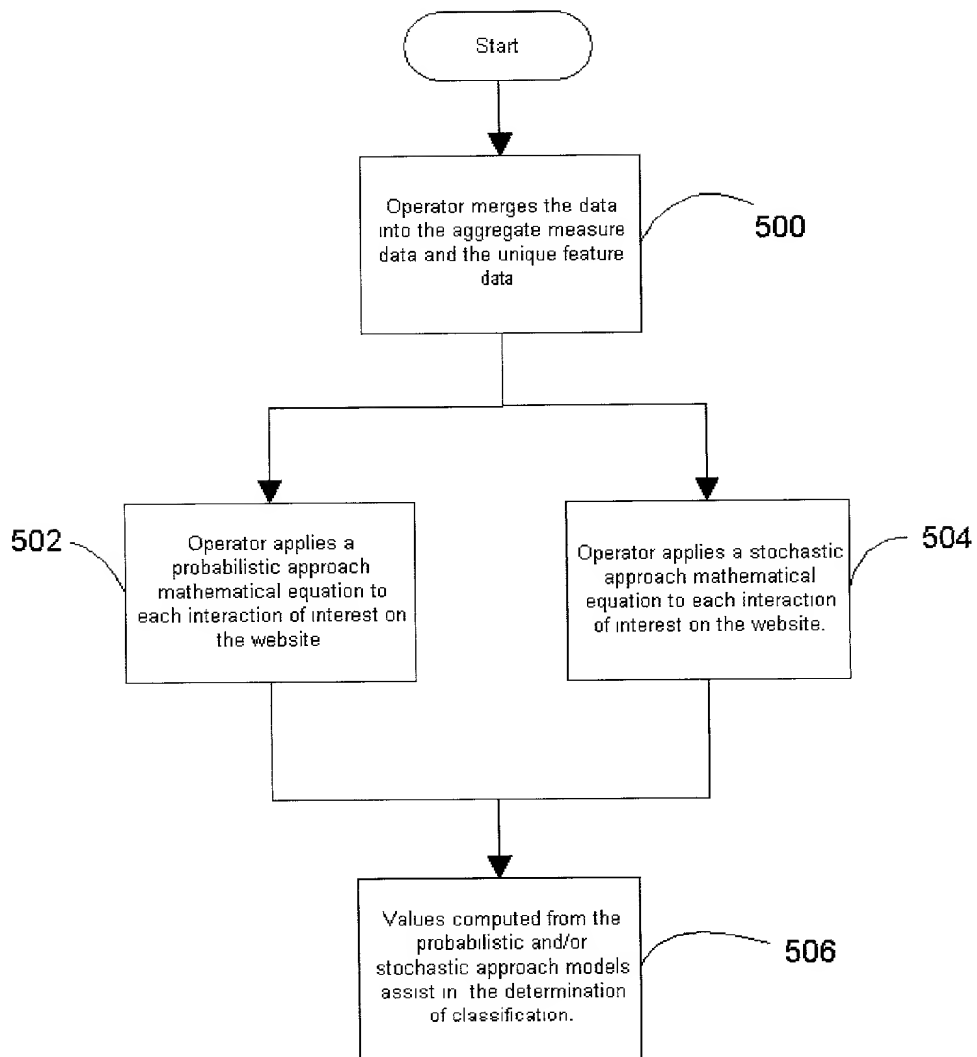 Start
Operator merges the data
into the aggregate measure
data and the unique feature
data
500
502
Operator applies a
probabilistic approach
mathematical equation to
each interaction of interest on
the website
Operator applies a stochastic
approach mathematical
equation to each interaction
of interest on the website.
504
Values computed from the
probabilistic and/or
stochastic approach models
assist in the determination
of classification.
506